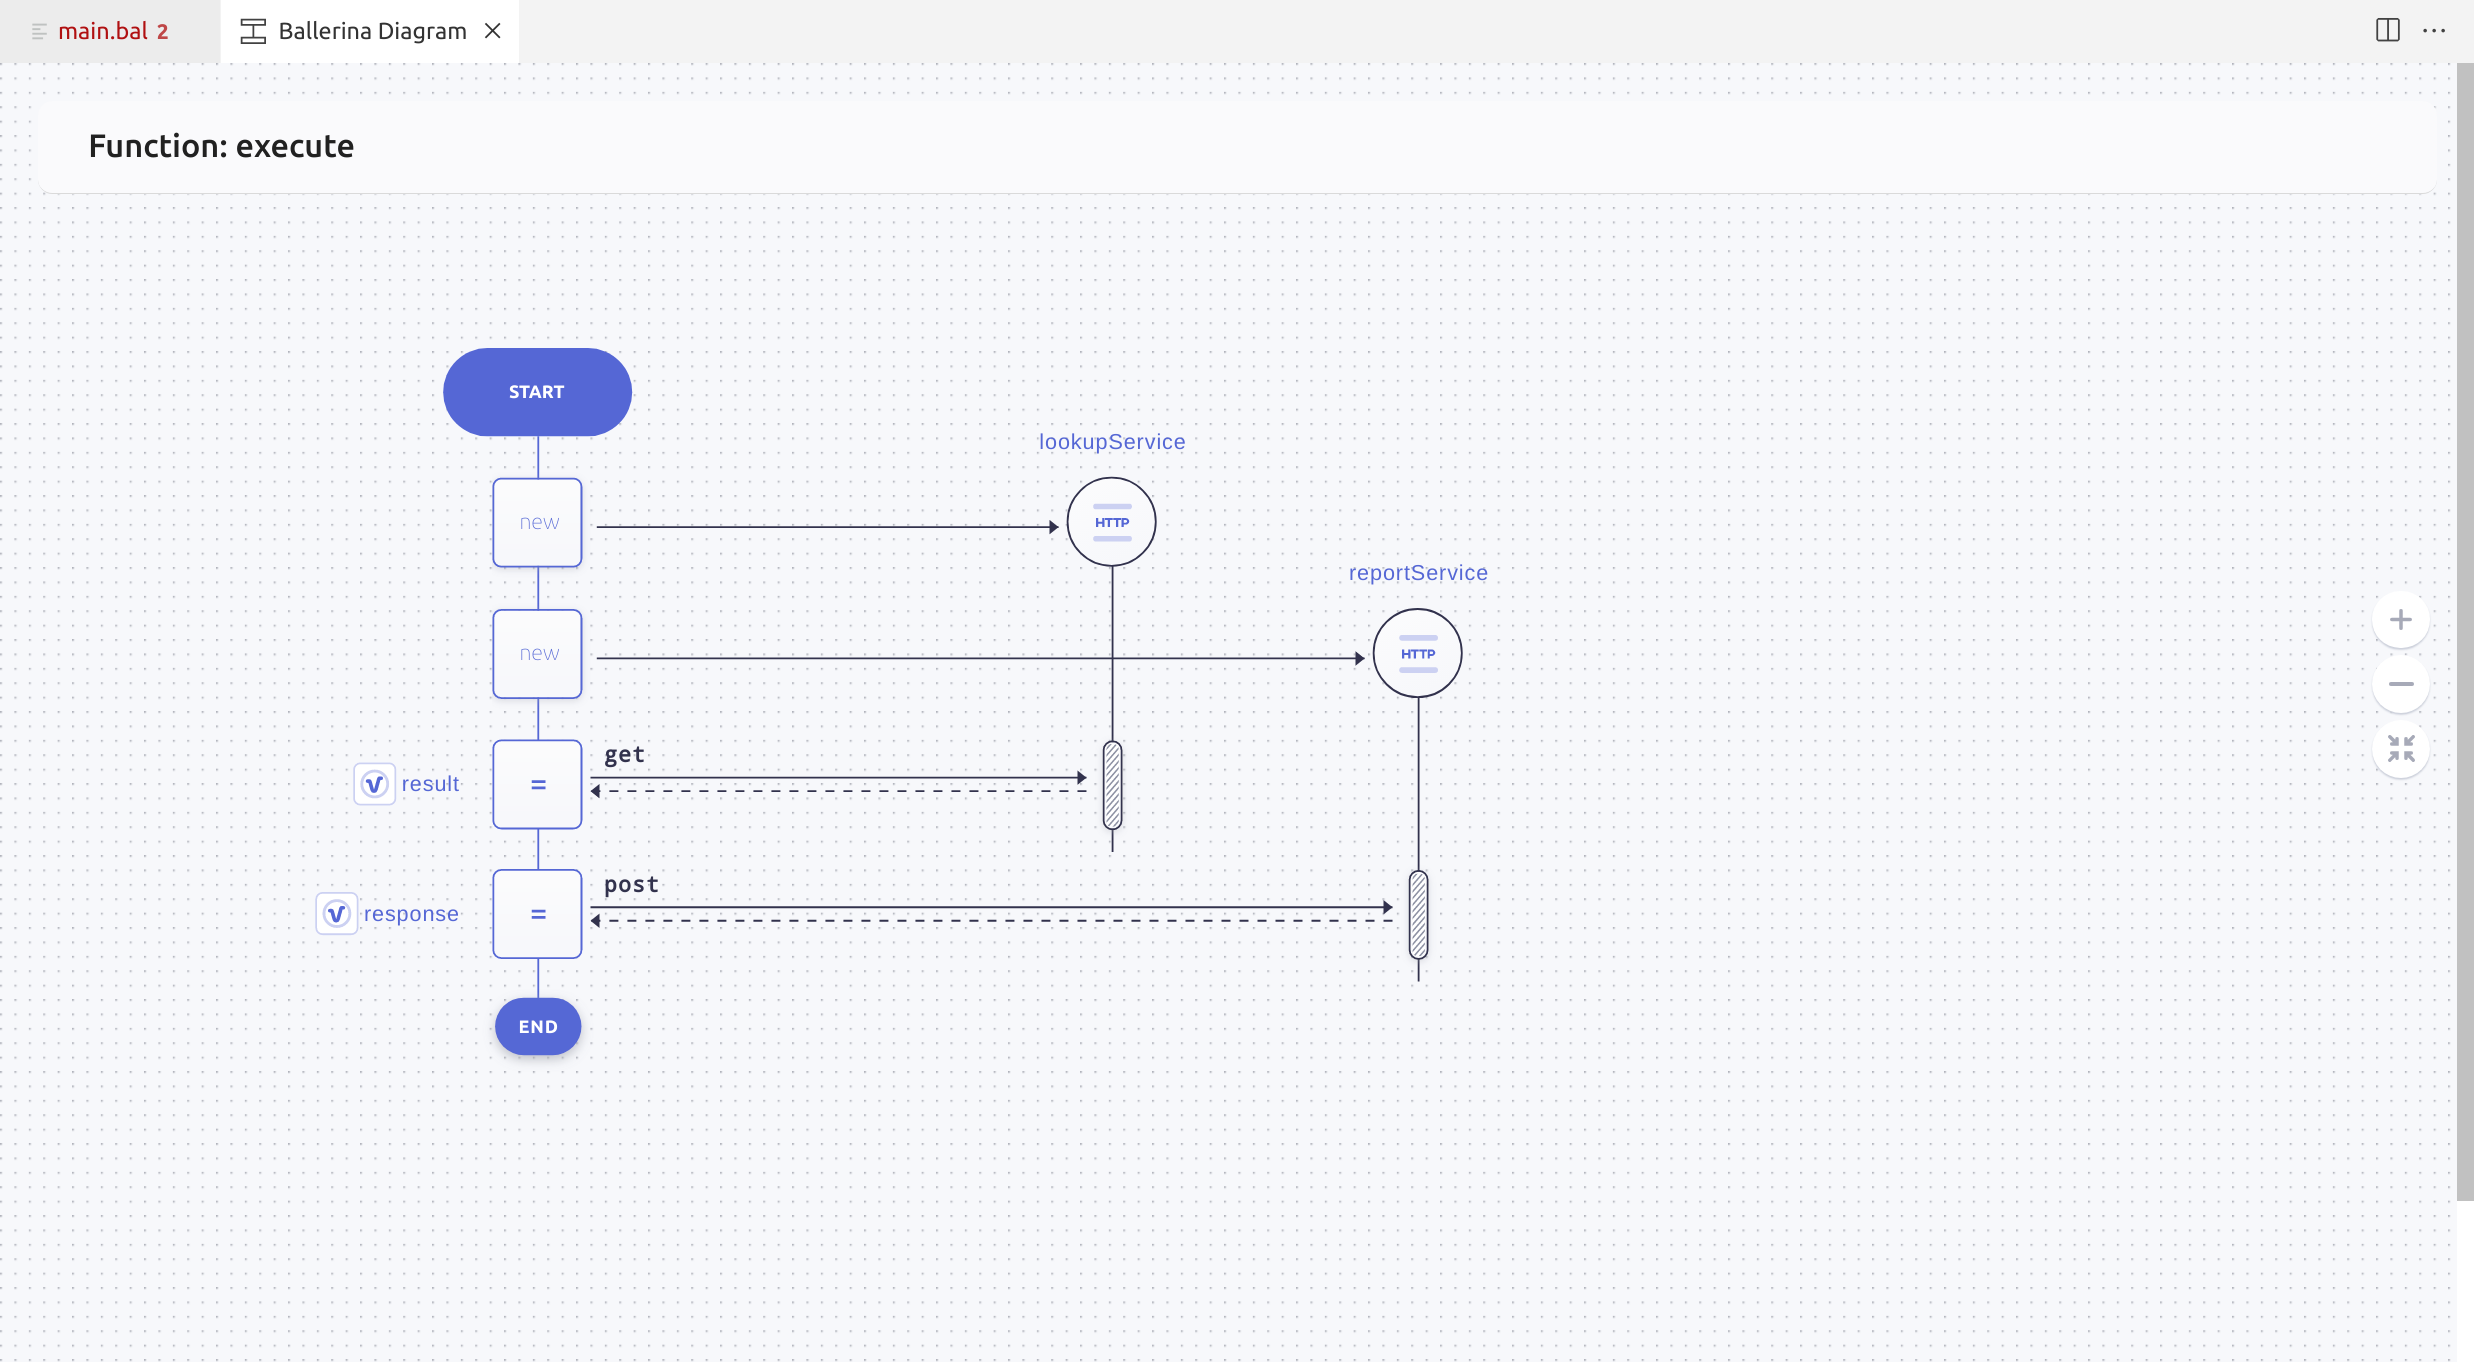 main.bal 2 Ballerina Diagram
Function: execute
START
lookupService
new
HTTP
reportService
new
HTTP
get
result
=
post
response
=
END